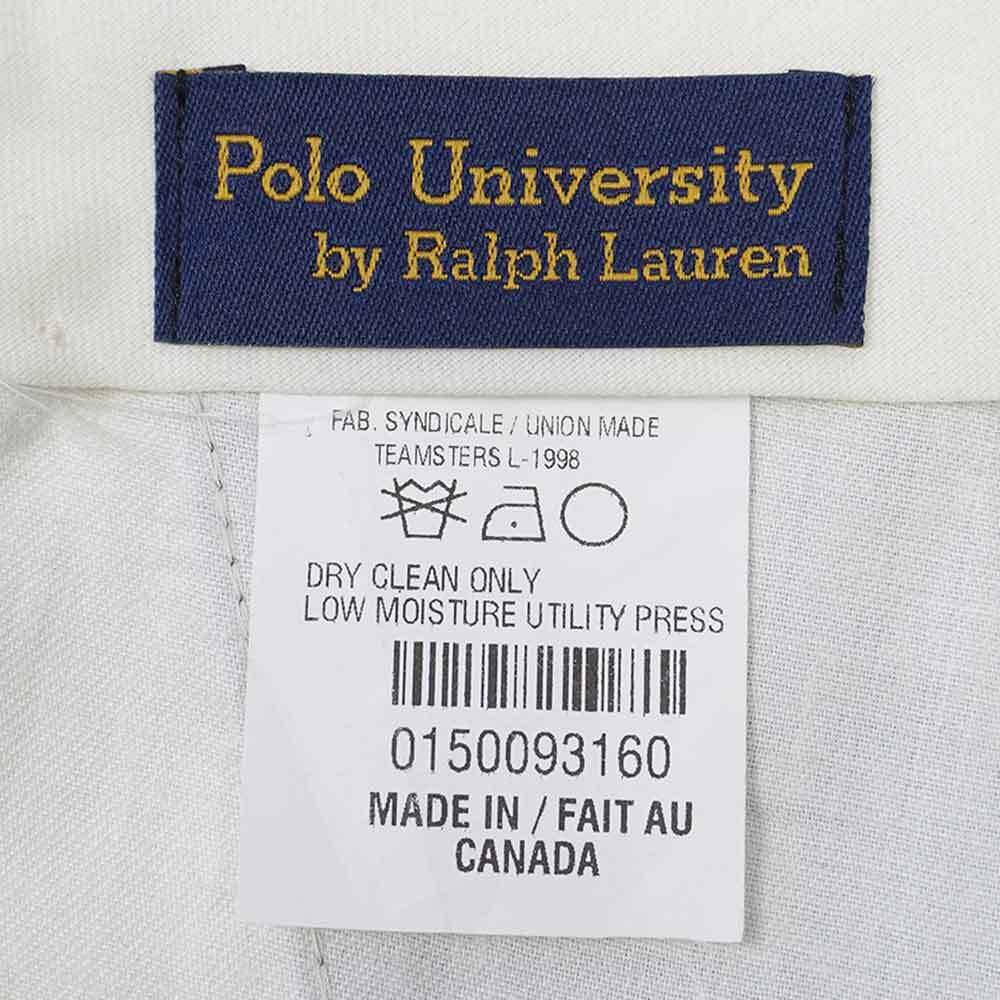 Polo University
by Ralph Lauren
FAB. SYNDICALE / UNION MADE
TEAMSTERS L-1998
DRY CLEAN ONLY
LOW MOISTURE UTILITY PRESS
0150093160
MADE IN / FAIT AU
CANADA